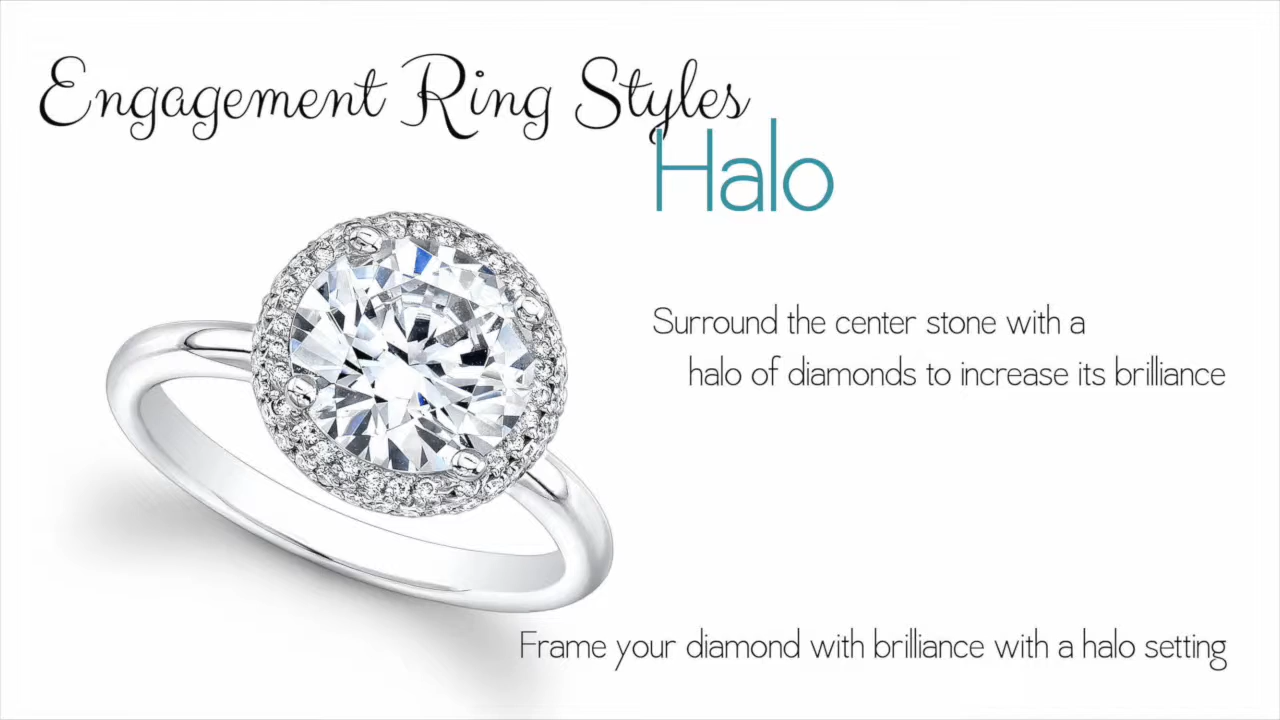 Engagement Ring Styles
Halo
Surround the center stone with a
halo of diamonds to increase its brilliance
Frame your diamond with brilliance with a halo setting